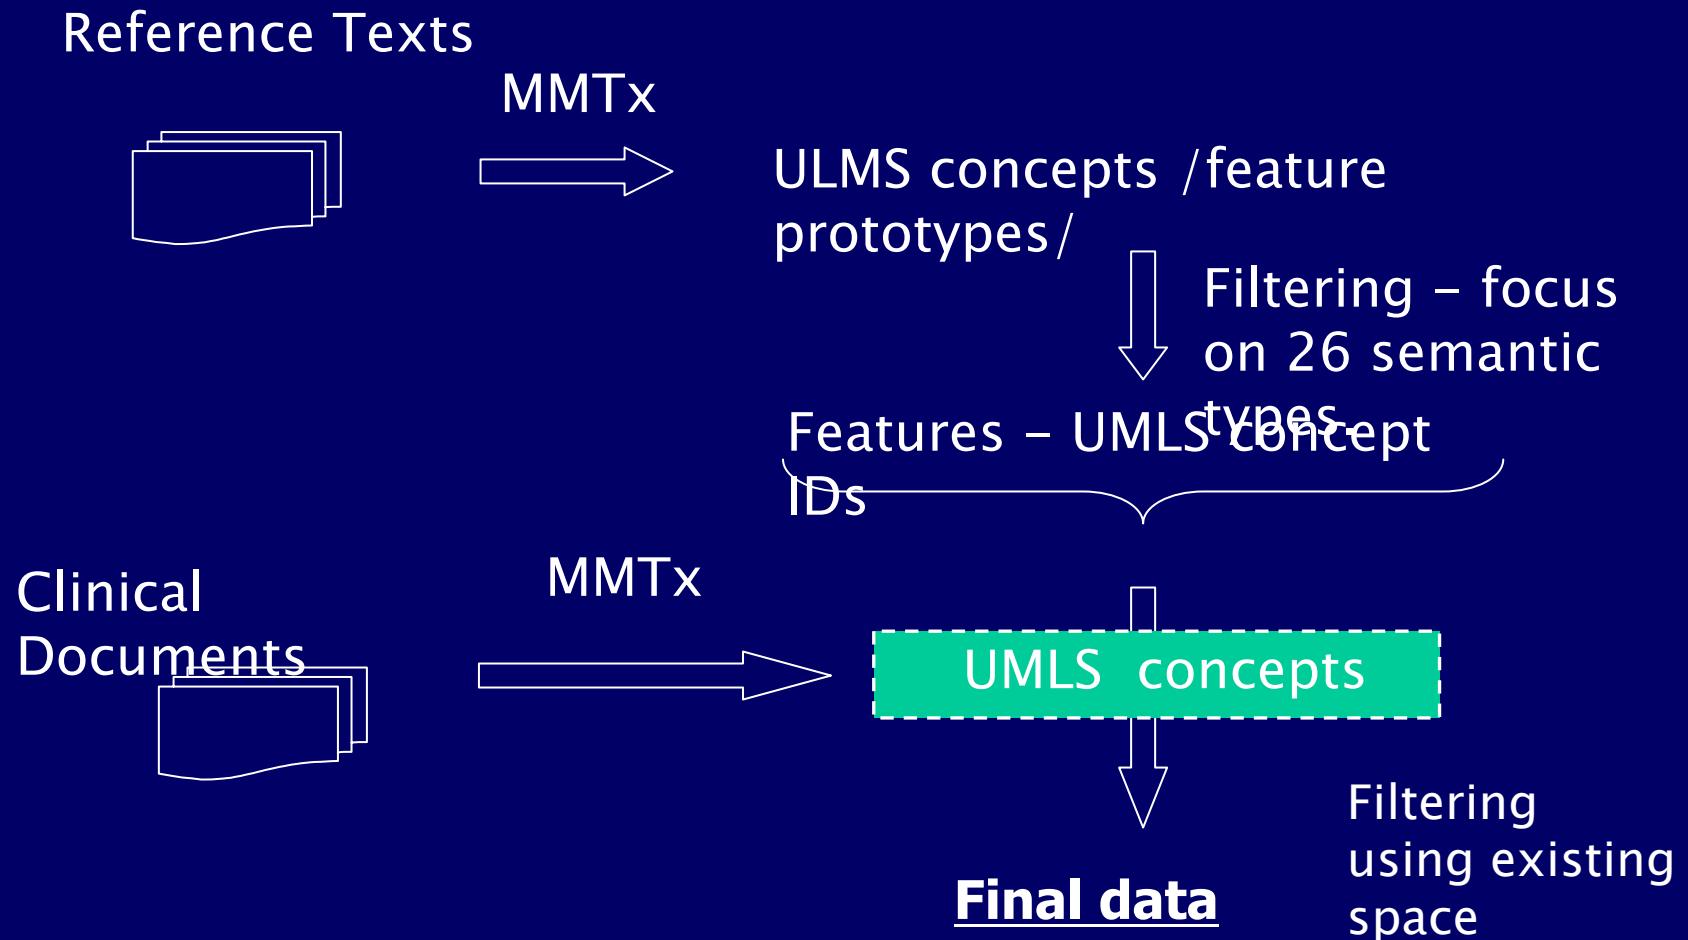 Reference Texts
MMTx
ULMS concepts /feature
prototypes/
Filtering – focus
on 26 semantic
types.
Features – UMLS concept
IDs
Clinical
Documents
MMTx
UMLS concepts
Filtering
using existing
space
Final data